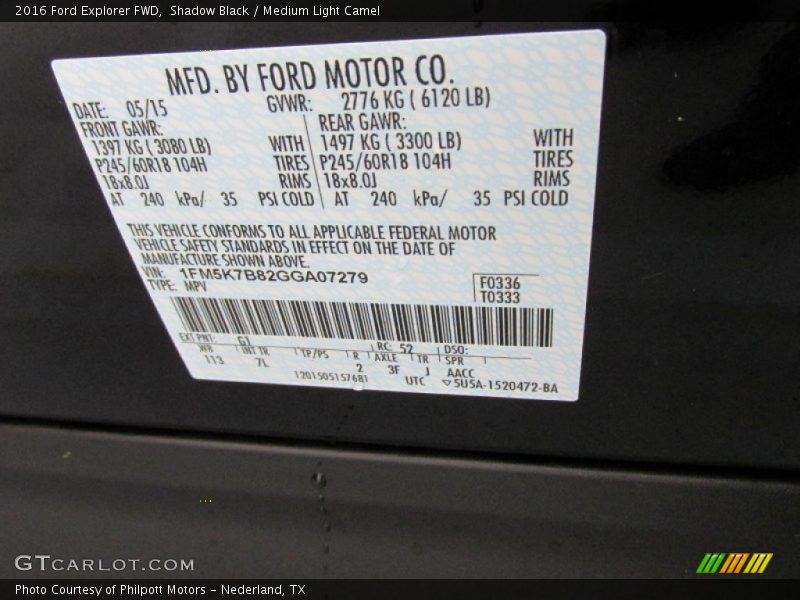 2016 Ford Explorer FWD, Shadow Black / Medium Light Camel
MFD. BY FORD MOTOR CO.
DATE: 05/15 GVWR: 2776 KG ( 6120 LB)
FRONT GAWR: REAR GAWR:
1397 KG ( 3080 LB) WITH 1497 KG ( 3300 LB) WITH
P245/60R18 104H TIRES P245/60R18 104H TIRES
18x8.0J RIMS 18x8.0J RIMS
AT 240 kPa/ 35 PSI COLD AT 240 kPa/ 35 PSI COLD
THIS VEHICLE CONFORMS TO ALL APPLICABLE FEDERAL MOTOR
VEHICLE SAFETY STANDARDS IN EFFECT ON THE DATE OF
MANUFACTURE SHOWN ABOVE.
VIN: 1FM5K7B82GGA07279
TYPE: MPV
F0336
T0333
EXT PNT: G1 RC: 52 DSO:
WB INT TR TP/PS R AXLE TR SPR
113 7L 2 3F J AACC
1201505157681 UTC ▽5U5A-1520472-BA
GTCARLOT.COM
Photo Courtesy of Philpott Motors - Nederland, TX